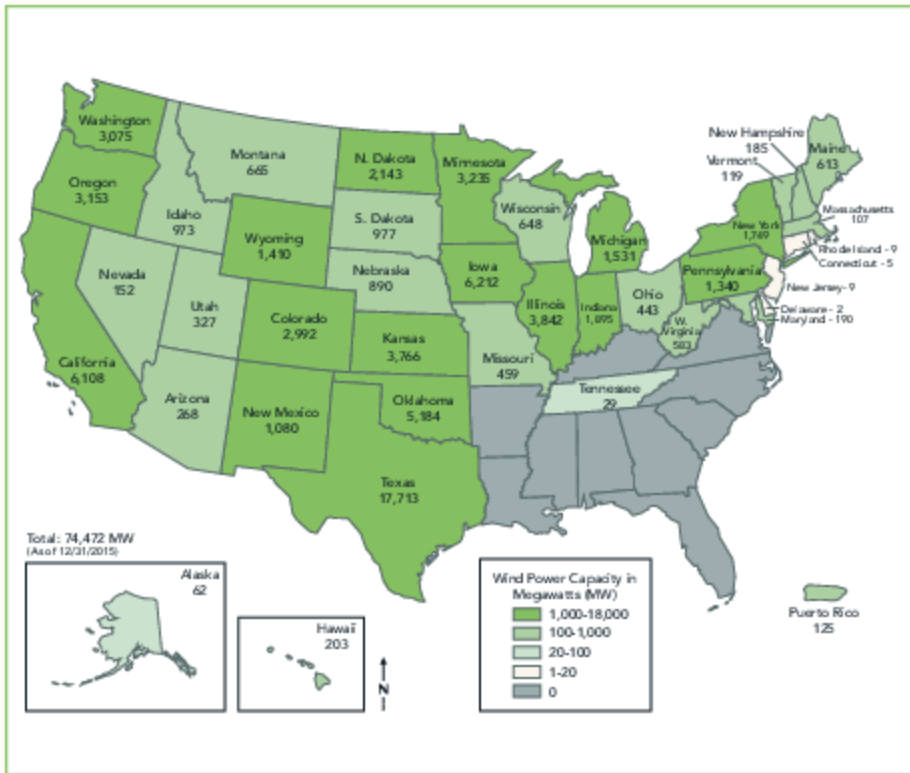 Washington
3,075
Oregon
3,153
California
6,108
Nevada
152
Idaho
973
Montana
665
Wyoming
1,410
Utah
327
Arizona
268
Colorado
2,992
New Mexico
1,080
N. Dakota
2,143
S. Dakota
977
Nebraska
890
Kansas
3,766
Oklahoma
5,184
Texas
17,713
Minnesota
3,235
Iowa
6,212
Missouri
459
Wisconsin
648
Illinois
3,842
Michigan
1,531
Indiana
1,895
Ohio
443
W.
Virginia
583
Tennessee
29
Pennsylvania
1,340
New York
1,749
New Hampshire
185
Vermont
119
Maine
613
Massachusetts
107
Rhode Island - 9
Connecticut - 5
New Jersey - 9
Delaware - 2
Maryland - 190
Total: 74,472 MW
(As of 12/31/2015)
Alaska
62
Hawaii
203
N
Wind Power Capacity in
Megawatts (MW)
1,000-18,000
100-1,000
20-100
1-20
0
Puerto Rico
125